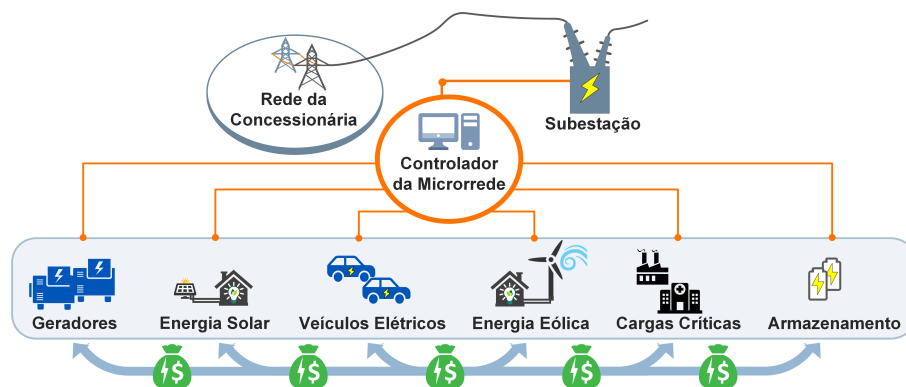 Rede da
Concessionária
Subestação
Controlador
da Microrrede
Geradores
Energia Solar
Veículos Elétricos
Energia Eólica
Cargas Críticas
Armazenamento
$
$
$
$
$